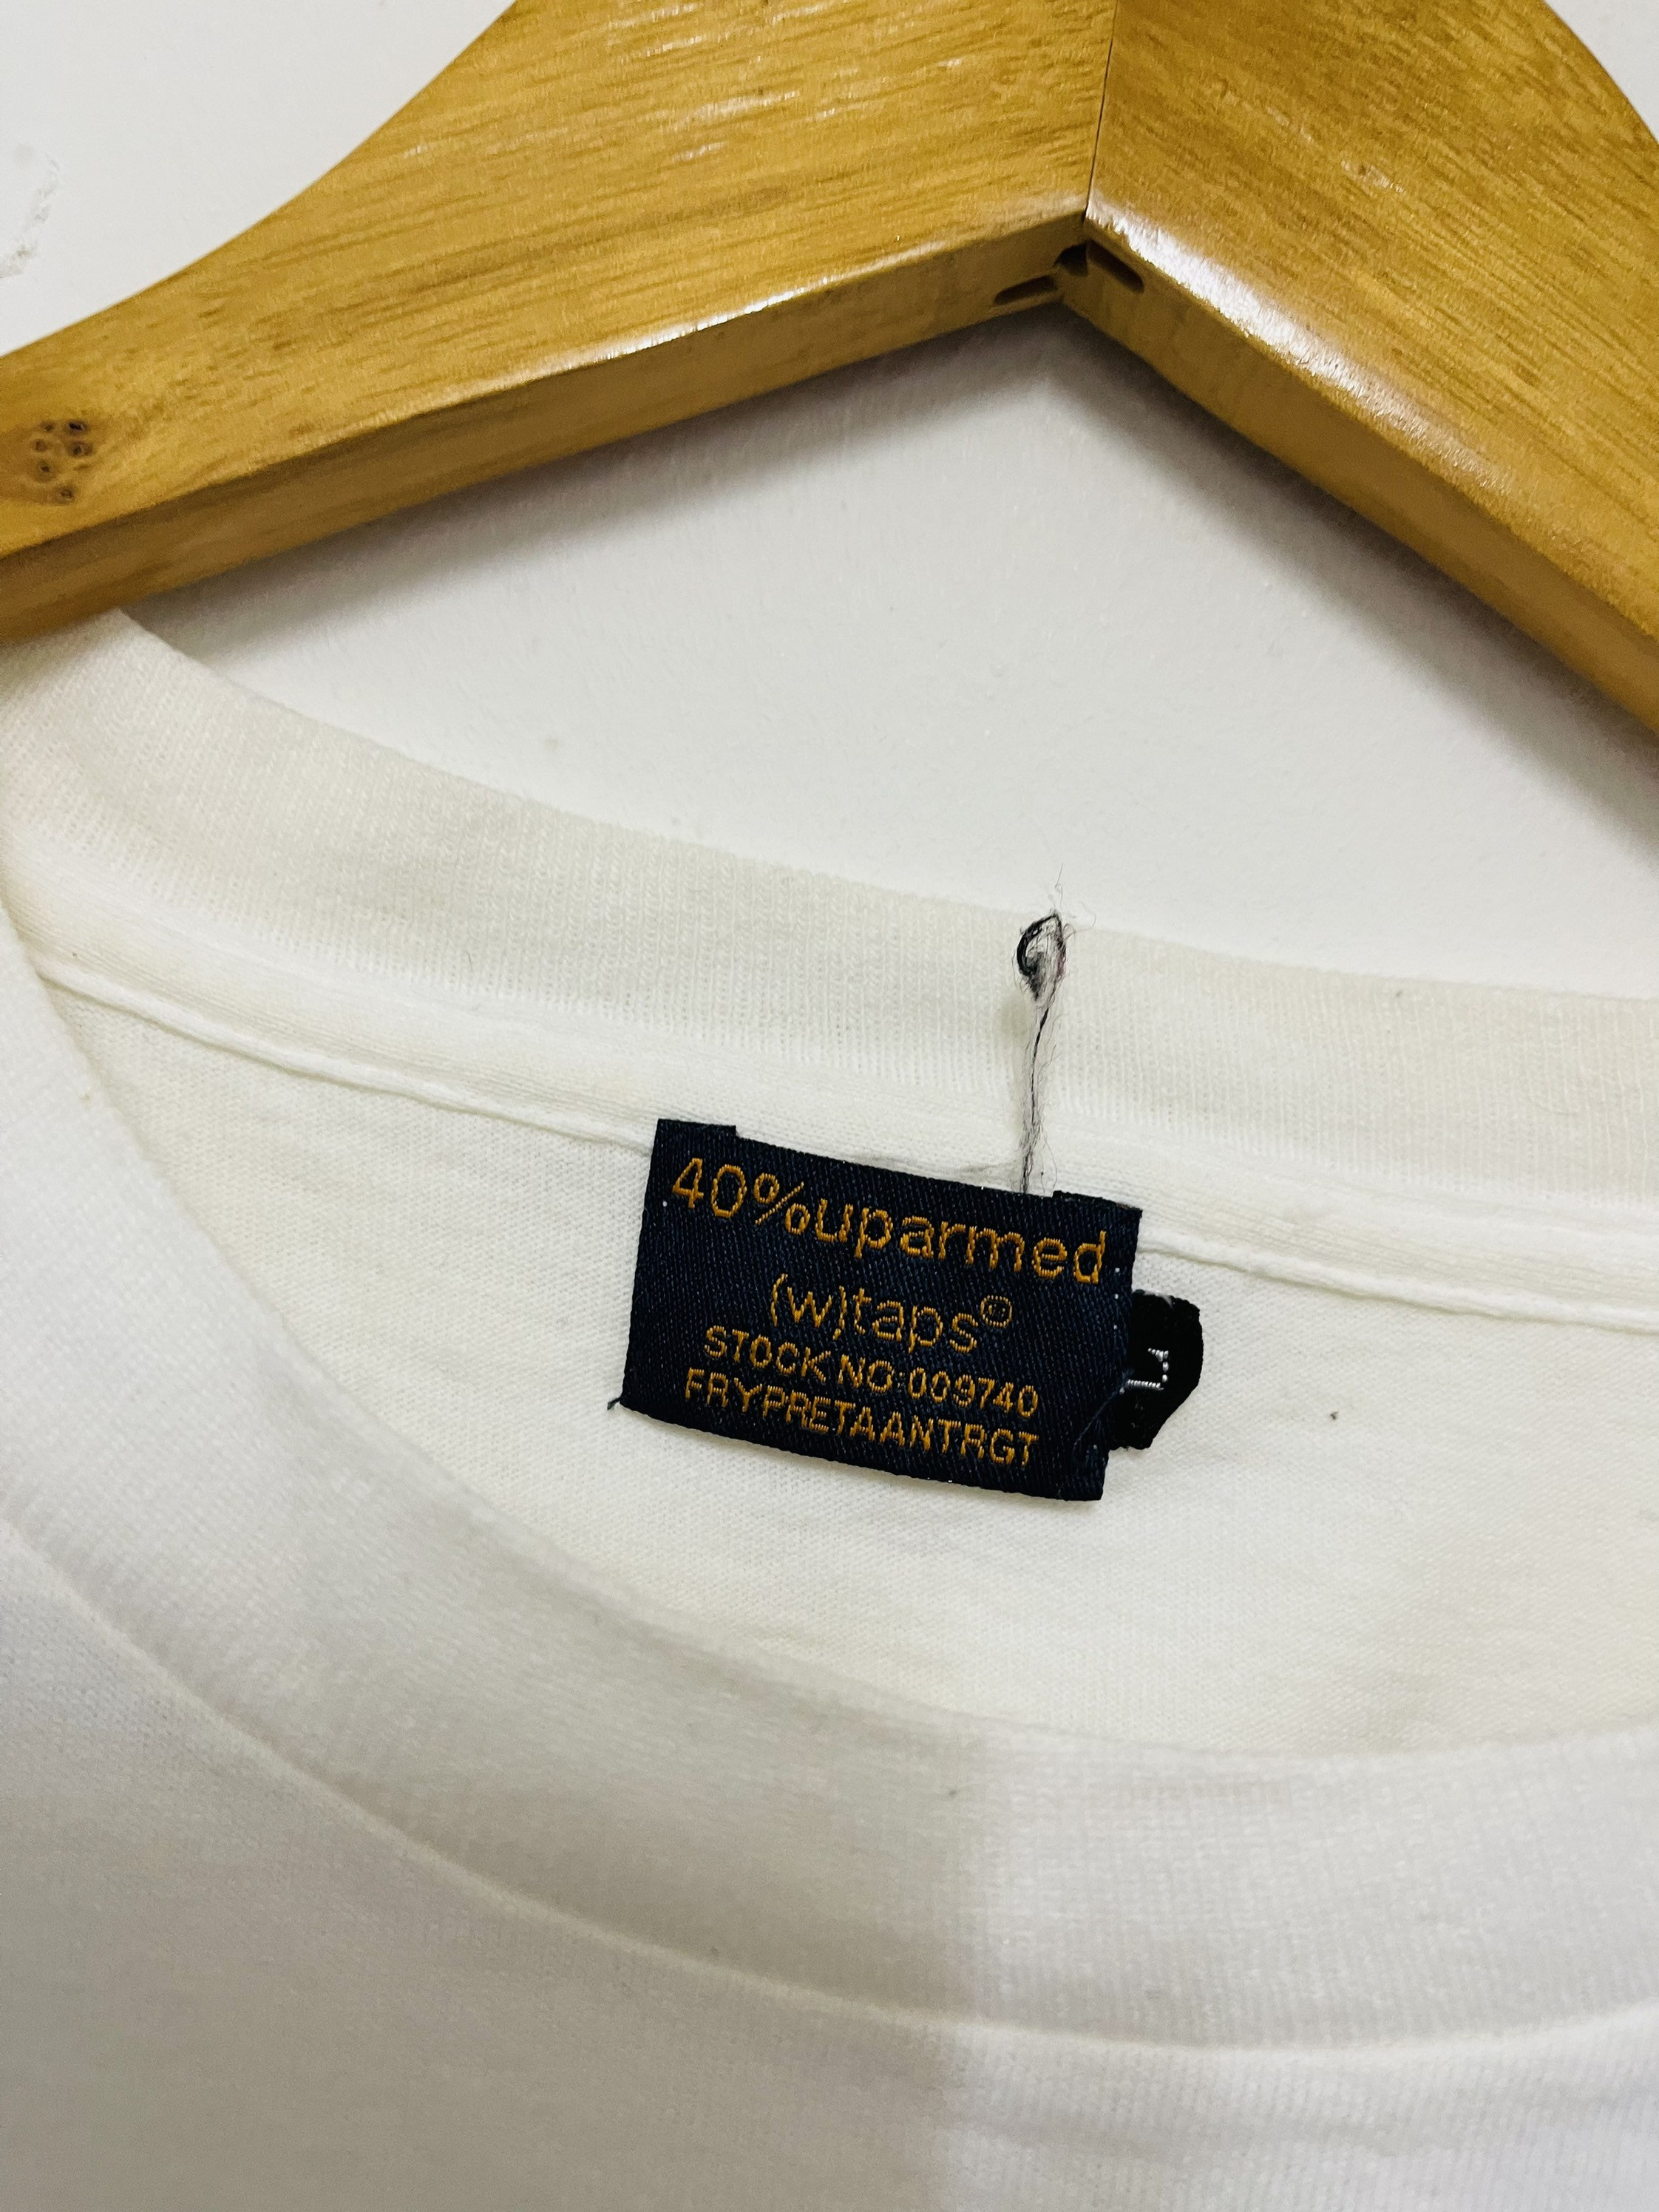 40%uparmed
(w)taps©
STOCK NO:009740
FRYPRETAANTRGT
L